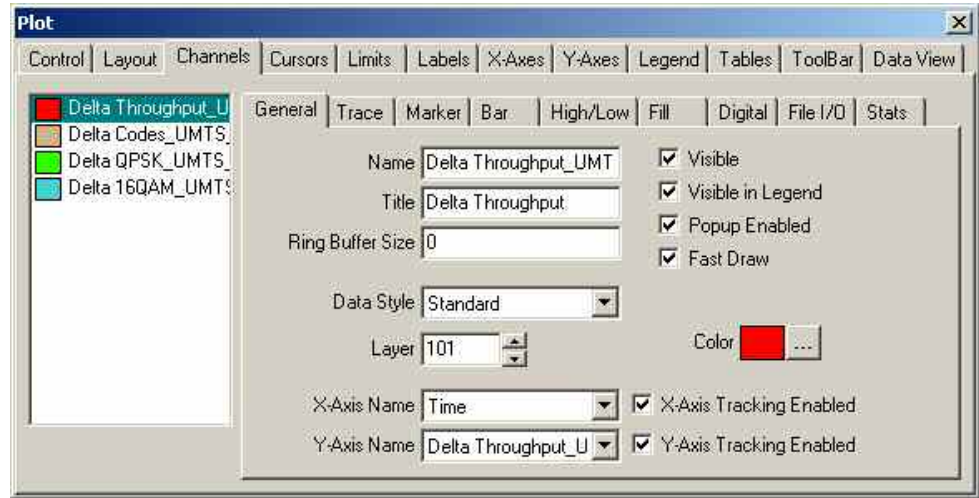 Plot
Control Layout Channels Cursors Limits Labels X-Axes Y-Axes Legend Tables ToolBar Data View
Delta Throughput_U
Delta Codes_UMTS_
Delta QPSK_UMTS_
Delta 16QAM_UMTS
General Trace Marker Bar High/Low Fill Digital File I/O Stats
Name Delta Throughput_UMT
Visible
Title Delta Throughput
Visible in Legend
Ring Buffer Size 0
Popup Enabled
Fast Draw
Data Style Standard
Layer 101
Color ...
X-Axis Name Time
X-Axis Tracking Enabled
Y-Axis Name Delta Throughput_U
Y-Axis Tracking Enabled